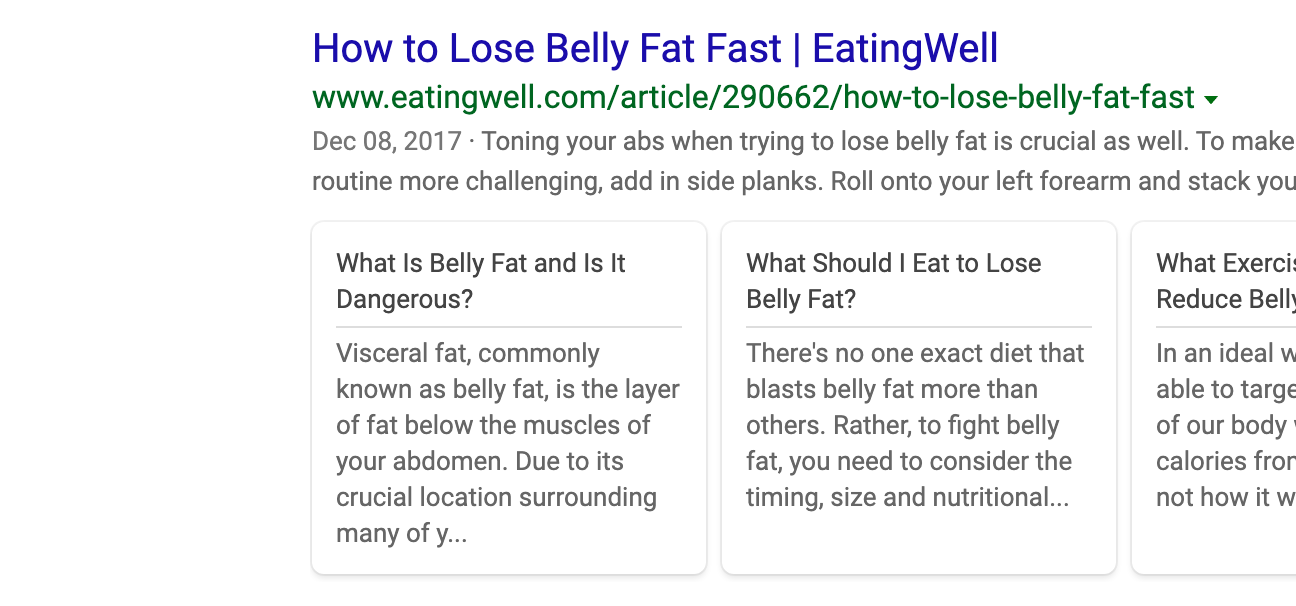 How to Lose Belly Fat Fast | EatingWell
www.eatingwell.com/article/290662/how-to-lose-belly-fat-fast
Dec 08, 2017 · Toning your abs when trying to lose belly fat is crucial as well. To make
routine more challenging, add in side planks. Roll onto your left forearm and stack you
What Is Belly Fat and Is It
Dangerous?
Visceral fat, commonly
known as belly fat, is the layer
of fat below the muscles of
your abdomen. Due to its
crucial location surrounding
many of y...
What Should I Eat to Lose
Belly Fat?
There's no one exact diet that
blasts belly fat more than
others. Rather, to fight belly
fat, you need to consider the
timing, size and nutritional...
What Exercis
Reduce Belly
In an ideal w
able to targe
of our body
calories fror
not how it w